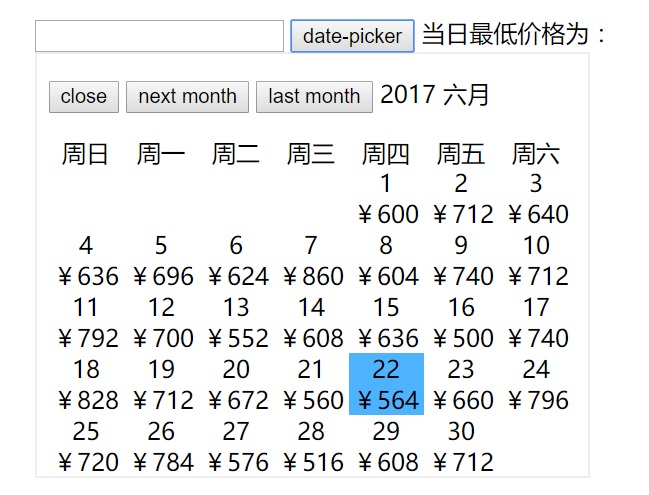 date-picker 当日最低价格为：
close next month last month 2017 六月
周日 周一 周二 周三 周四 周五 周六
1 2 3
￥600 ￥712 ￥640
4 5 6 7 8 9 10
￥636 ￥696 ￥624 ￥860 ￥604 ￥740 ￥712
11 12 13 14 15 16 17
￥792 ￥700 ￥552 ￥608 ￥636 ￥500 ￥740
18 19 20 21 22 23 24
￥828 ￥712 ￥672 ￥560 ￥564 ￥660 ￥796
25 26 27 28 29 30
￥720 ￥784 ￥576 ￥516 ￥608 ￥712